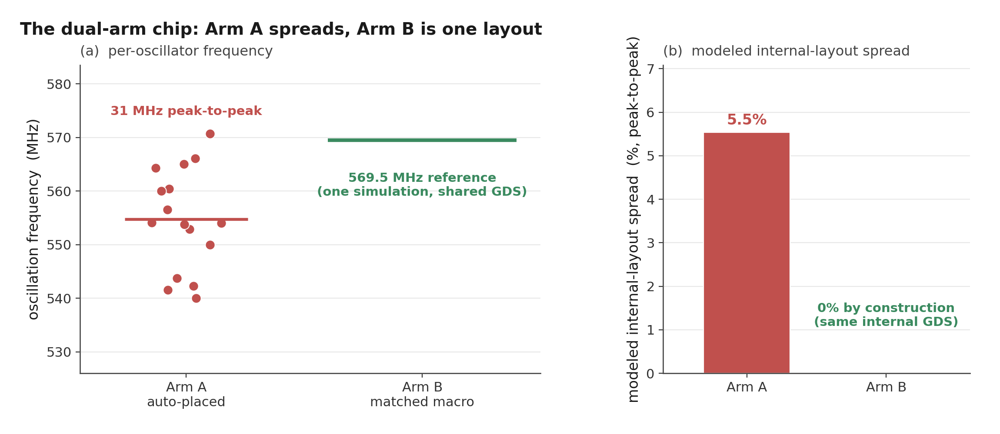 The dual-arm chip: Arm A spreads, Arm B is one layout
(a)  per-oscillator frequency
oscillation frequency  (MHz)
580
570
560
550
540
530
31 MHz peak-to-peak
569.5 MHz reference
(one simulation, shared GDS)
Arm A
auto-placed
Arm B
matched macro
(b)  modeled internal-layout spread
modeled internal-layout spread  (%, peak-to-peak)
7
6
5
4
3
2
1
0
5.5%
0% by construction
(same internal GDS)
Arm A
Arm B